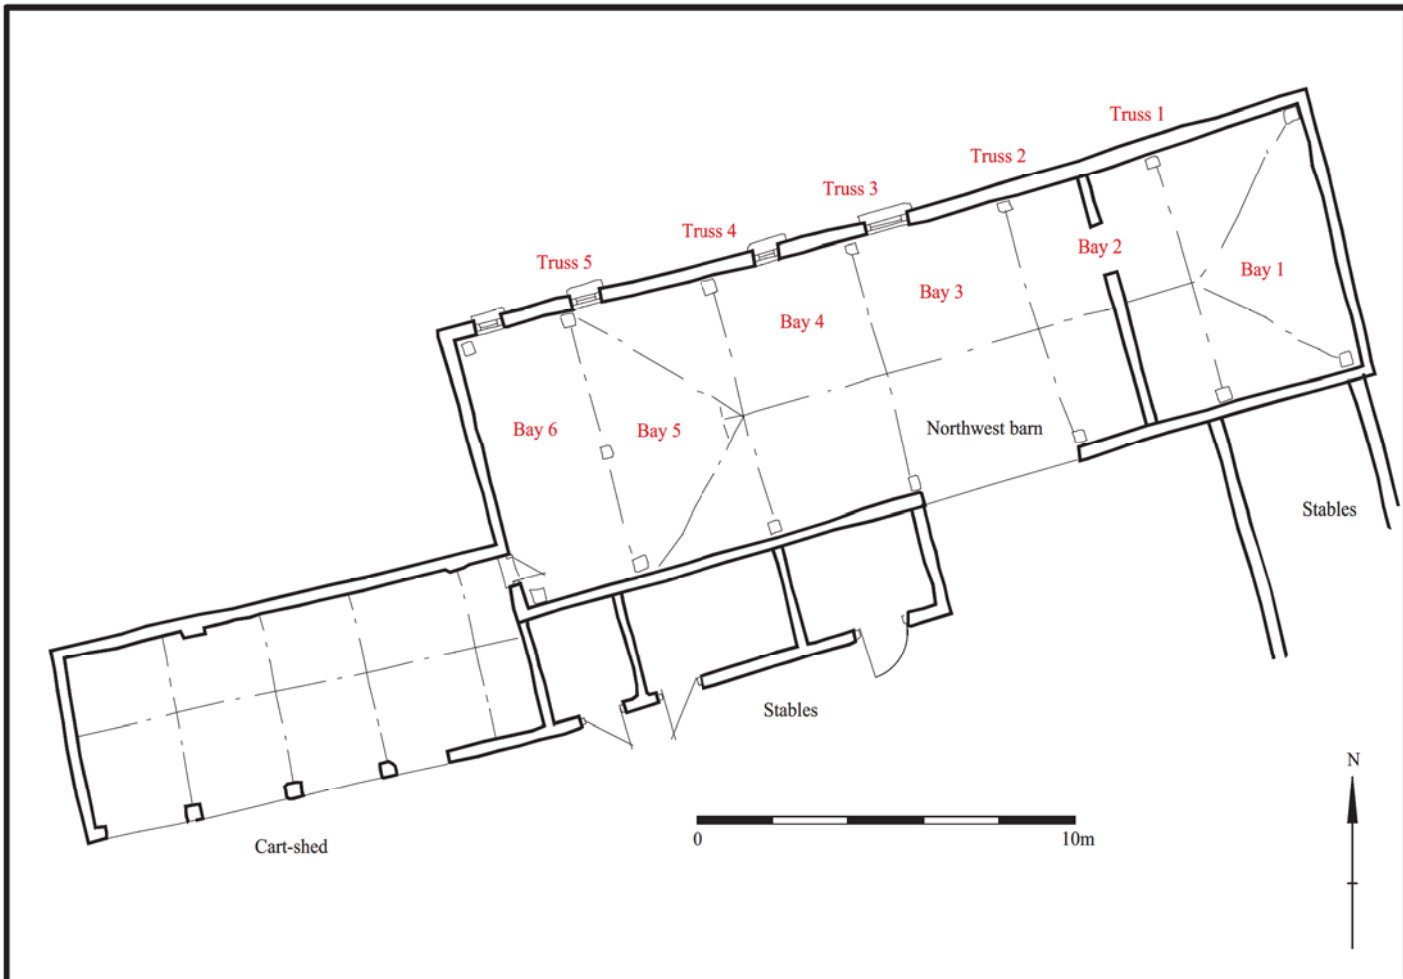 Truss 1
Truss 2
Truss 3
Truss 4
Truss 5
Bay 1
Bay 2
Bay 3
Bay 4
Bay 5
Bay 6
Northwest barn
Stables
Stables
Cart-shed
0
10m
N